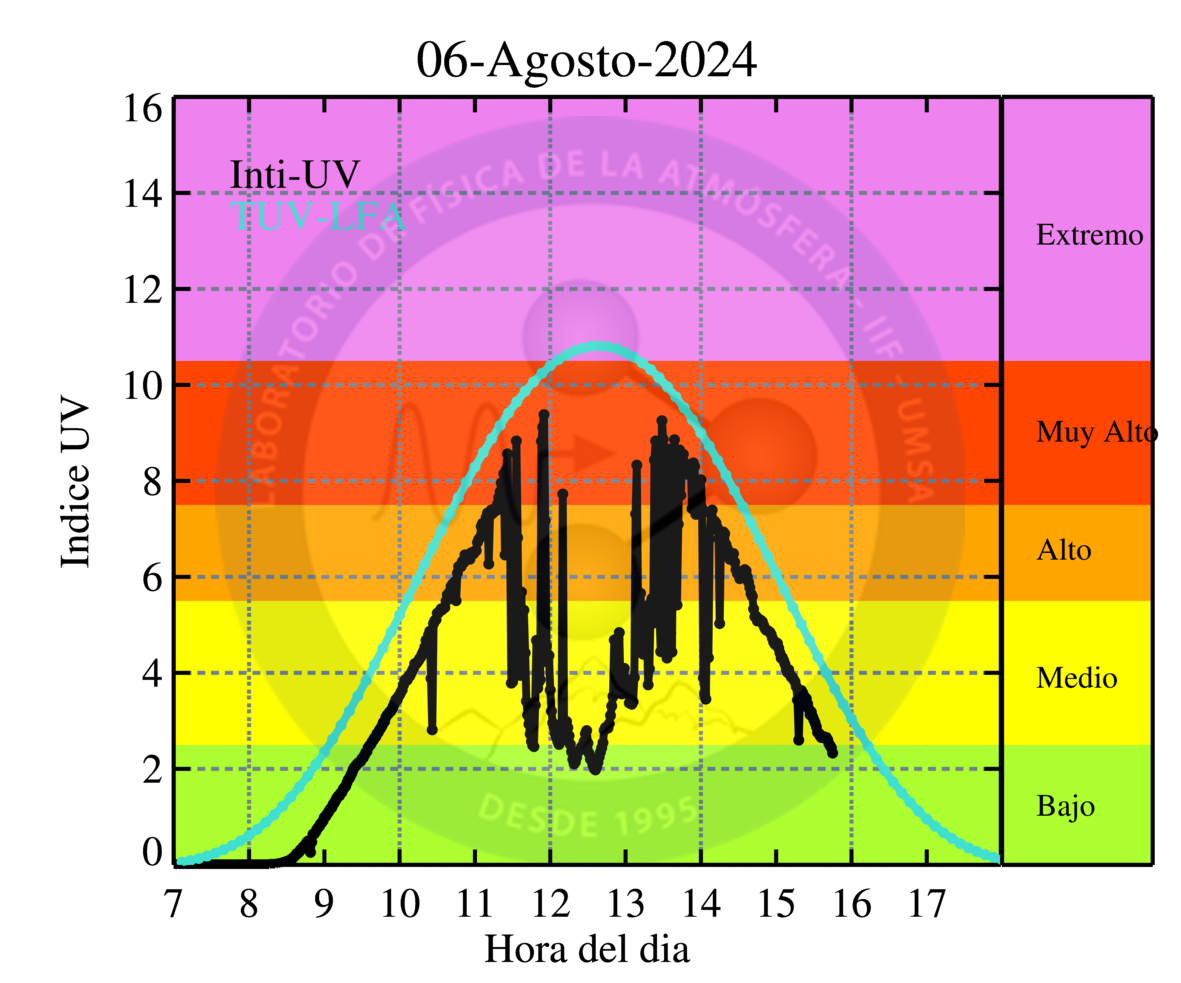 06-Agosto-2024
16
14
12
10
8
6
4
2
0
Indice UV
Inti-UV
TUV-LFA
LABORATORIO DE FÍSICA DE LA ATMÓSFERA - IIF - UMSA
DESDE 1995
Extremo
Muy Alto
Alto
Medio
Bajo
7 8 9 10 11 12 13 14 15 16 17
Hora del dia